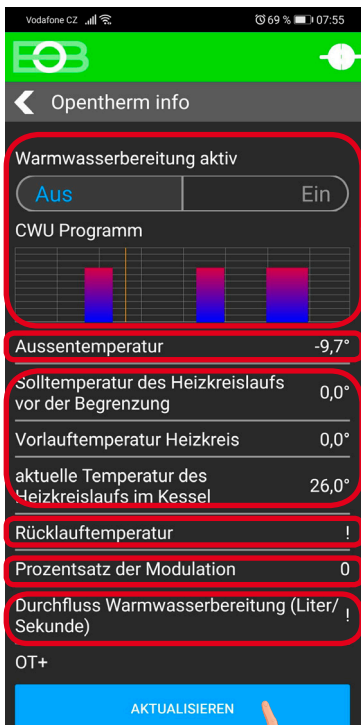 Vodafone CZ 69 % 07:55
EOB
Opentherm info
Warmwasserbereitung aktiv
Aus Ein
CWU Programm
Aussentemperatur -9,7°
Solltemperatur des Heizkreislaufs
vor der Begrenzung 0,0°
Vorlauftemperatur Heizkreis 0,0°
aktuelle Temperatur des
Heizkreislaufs im Kessel 26,0°
Rücklauftemperatur !
Prozentsatz der Modulation 0
Durchfluss Warmwasserbereitung (Liter/
Sekunde) !
OT+
AKTUALISIEREN